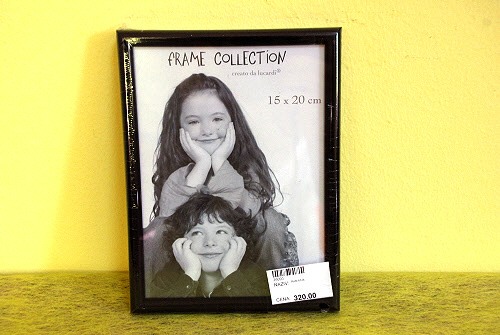 FRAME COLLECTION
creato da lucardi®
15 x 20 cm
NAZIV:
CENA: 320.00